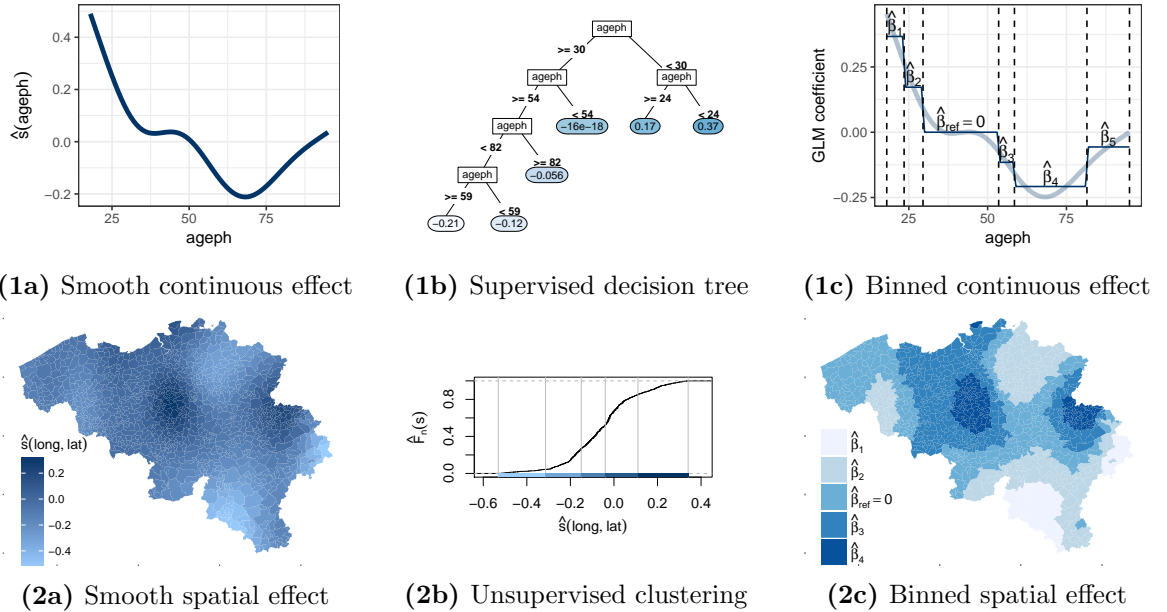 0.4
0.2
0.0
−0.2
ŝ(ageph)
25
50
75
ageph
ageph
>= 30
< 30
ageph
ageph
>= 54
< 54
>= 24
< 24
ageph
−16e−18
0.17
0.37
< 82
>= 82
ageph
−0.056
>= 59
< 59
−0.21
−0.12
GLM coefficient
0.25
0.00
−0.25
β̂1
β̂2
β̂ref = 0
β̂3
β̂4
β̂5
25
50
75
ageph
(1a) Smooth continuous effect
(1b) Supervised decision tree
(1c) Binned continuous effect
ŝ(long, lat)
0.2
0.0
−0.2
−0.4
F̂n(s)
0.0
0.4
0.8
−0.6
−0.4
−0.2
0.0
0.2
0.4
ŝ(long, lat)
β̂1
β̂2
β̂ref = 0
β̂3
β̂4
(2a) Smooth spatial effect
(2b) Unsupervised clustering
(2c) Binned spatial effect